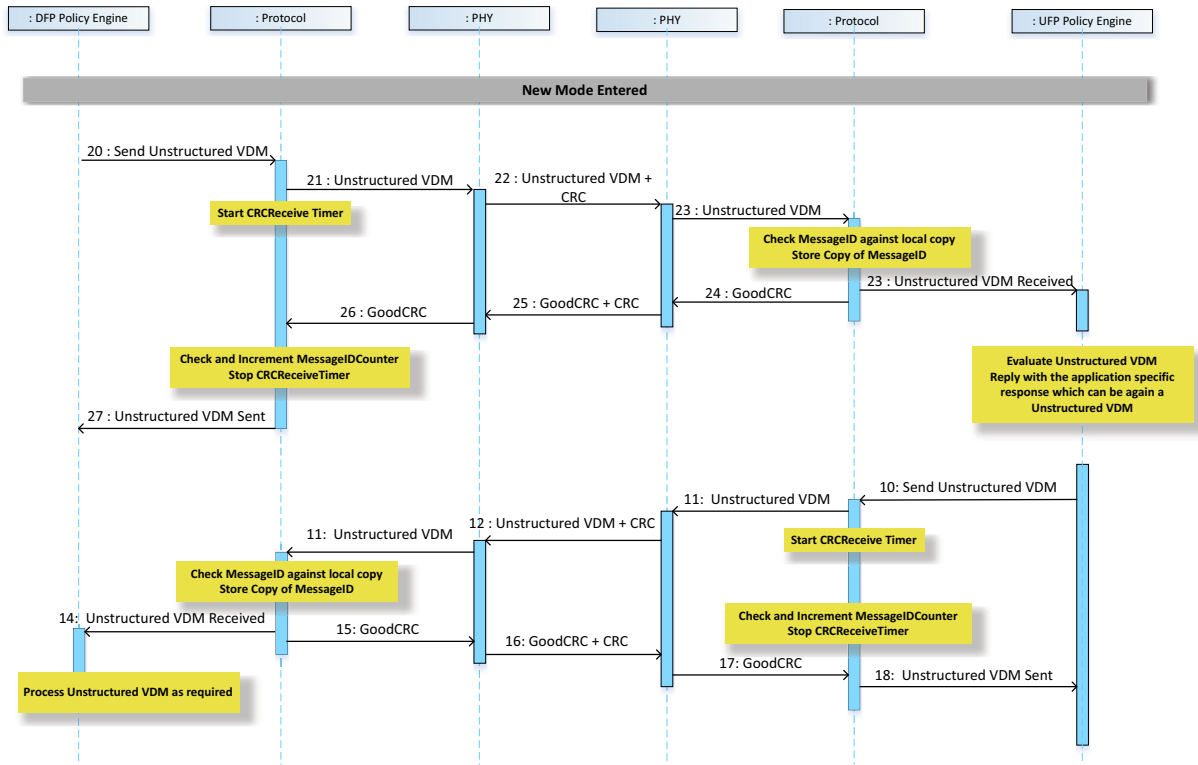 : DFP Policy Engine
: Protocol
: PHY
: PHY
: Protocol
: UFP Policy Engine
New Mode Entered
20 : Send Unstructured VDM
21 : Unstructured VDM
22 : Unstructured VDM +
CRC
23 : Unstructured VDM
Start CRCReceive Timer
Check MessageID against local copy
Store Copy of MessageID
23 : Unstructured VDM Received
24 : GoodCRC
25 : GoodCRC + CRC
26 : GoodCRC
Check and Increment MessageIDCounter
Stop CRCReceiveTimer
Evaluate Unstructured VDM
Reply with the application specific
response which can be again a
Unstructured VDM
27 : Unstructured VDM Sent
10: Send Unstructured VDM
11: Unstructured VDM
12 : Unstructured VDM + CRC
11: Unstructured VDM
Start CRCReceive Timer
Check MessageID against local copy
Store Copy of MessageID
14: Unstructured VDM Received
15: GoodCRC
16: GoodCRC + CRC
Check and Increment MessageIDCounter
Stop CRCReceiveTimer
17: GoodCRC
18: Unstructured VDM Sent
Process Unstructured VDM as required